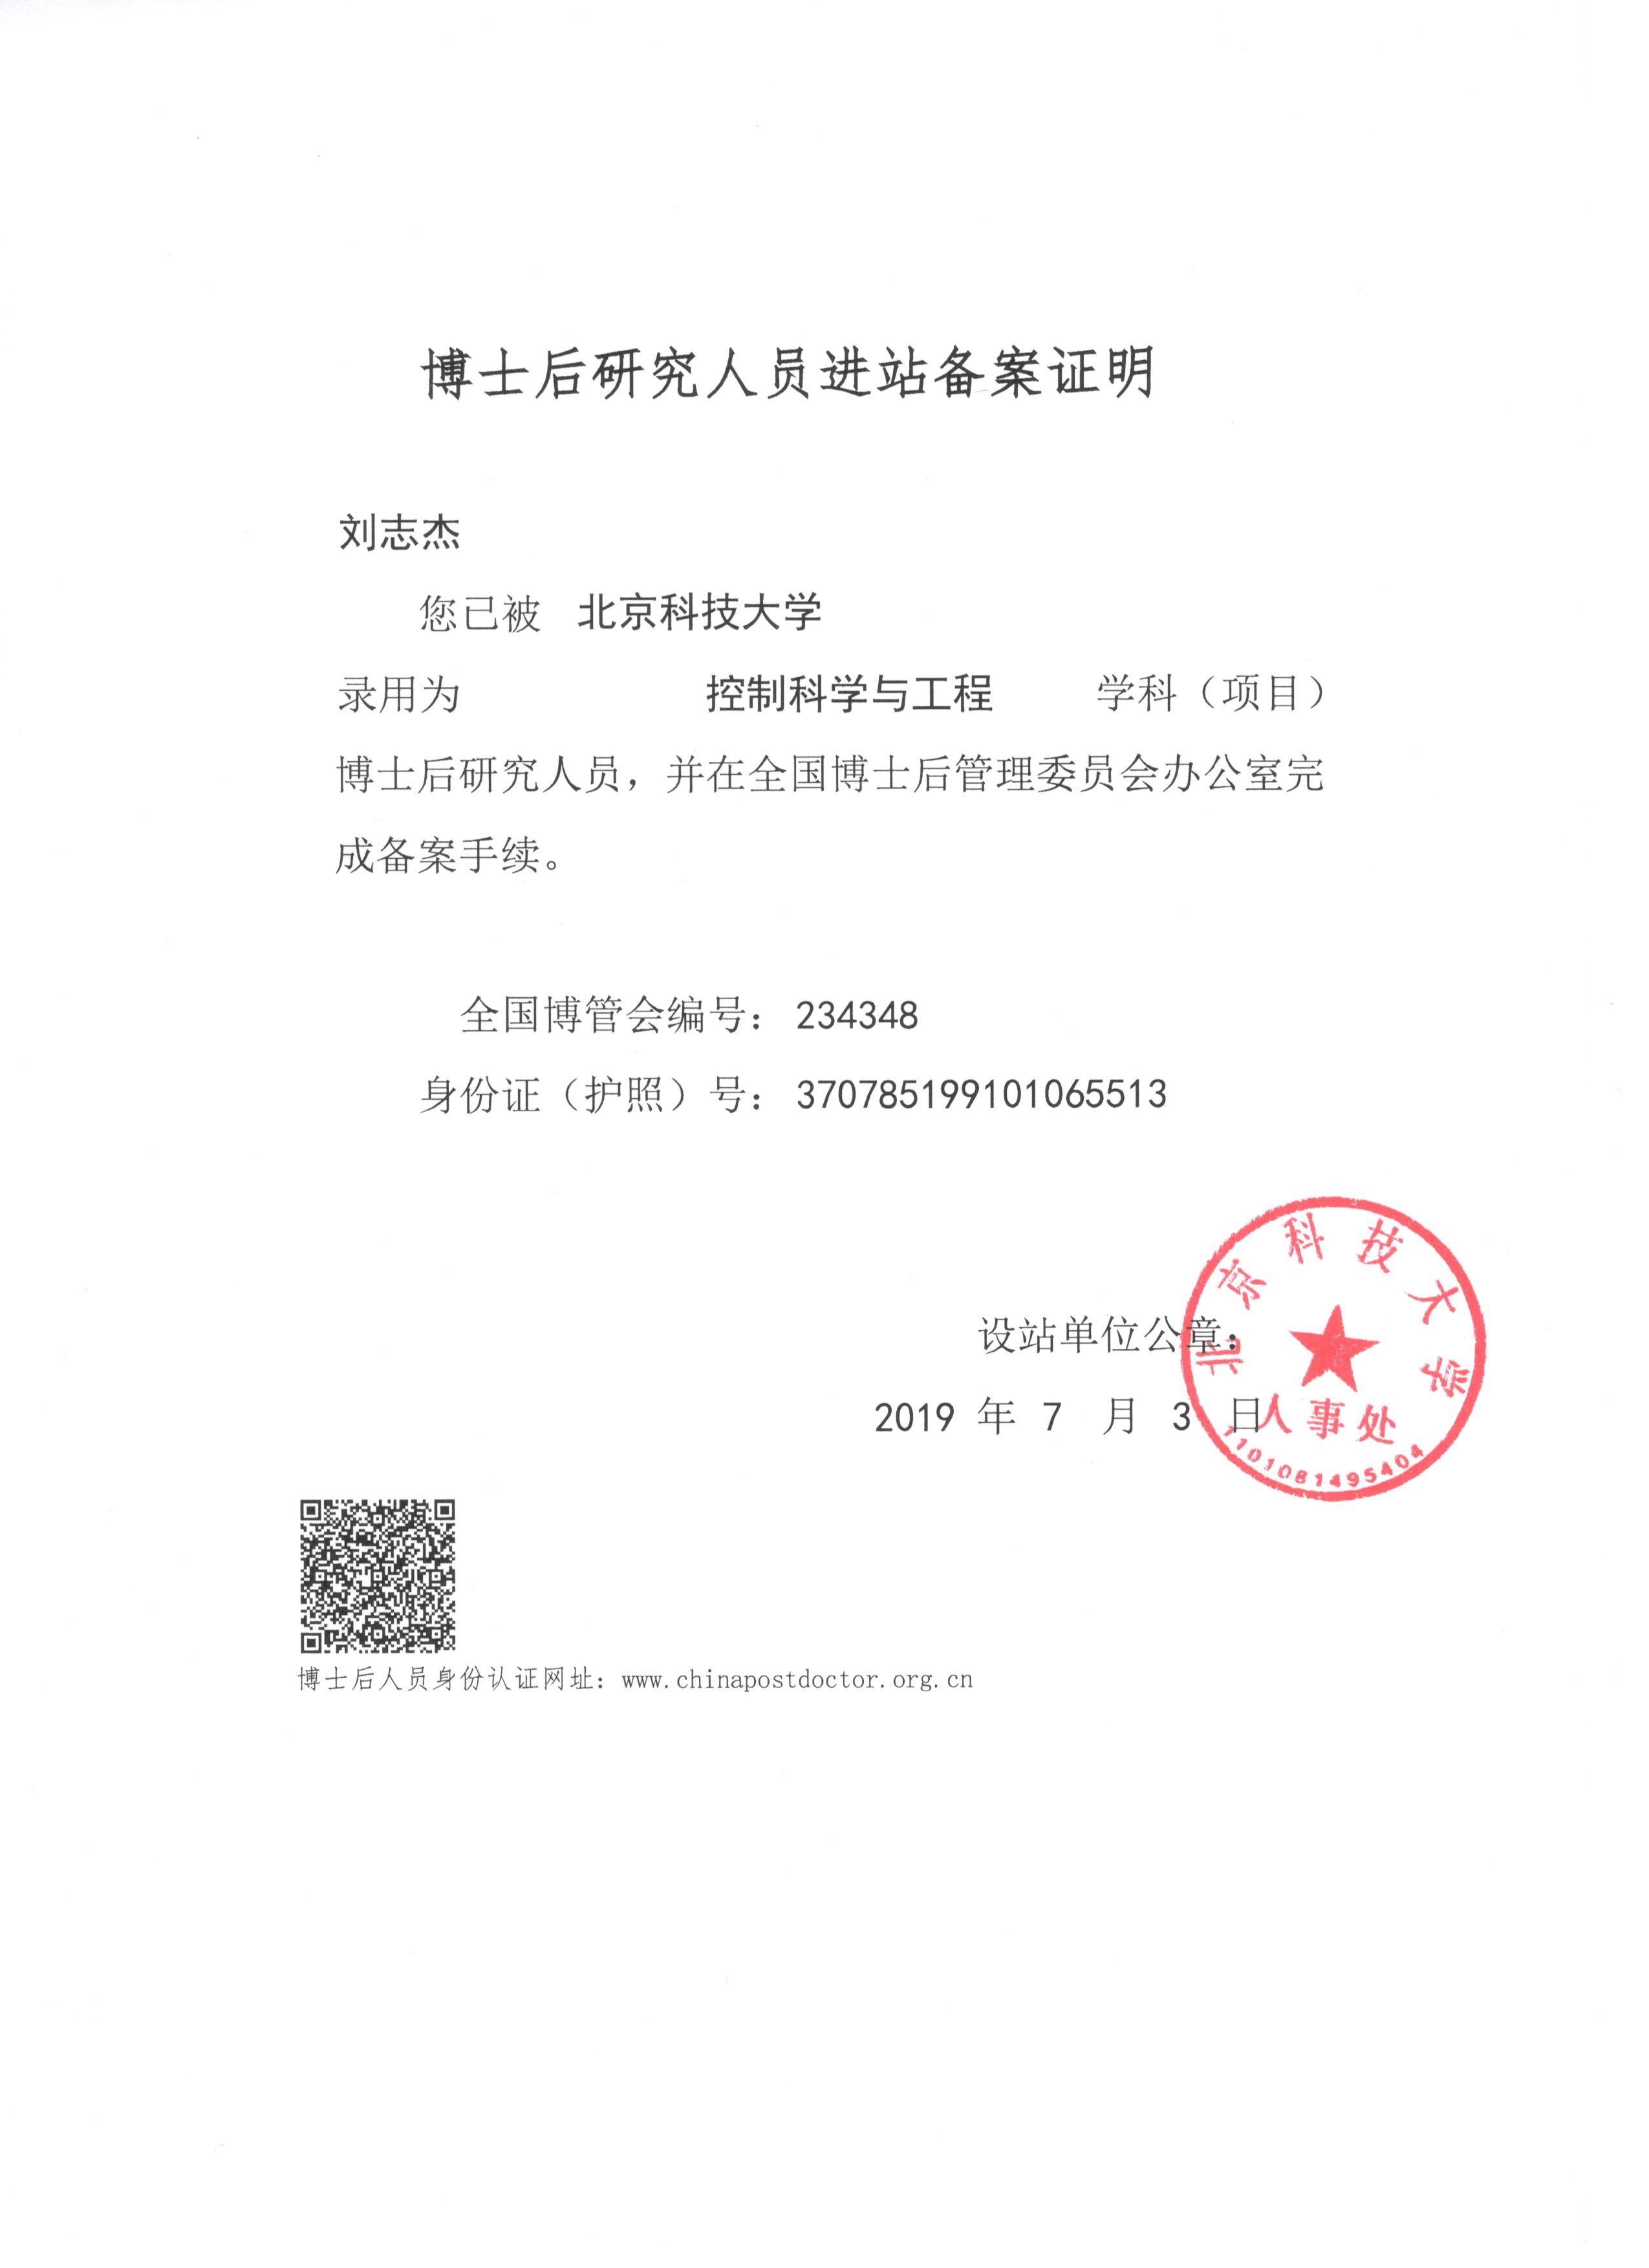 博士后研究人员进站备案证明
刘志杰
您已被 北京科技大学
录用为 控制科学与工程 学科（项目）
博士后研究人员，并在全国博士后管理委员会办公室完
成备案手续。
全国博管会编号：234348
身份证（护照）号：370785199101065513
设站单位公章：
2019 年 7 月 3 日
北京科技大学
人事处
1101081495404
博士后人员身份认证网址：www.chinapostdoctor.org.cn